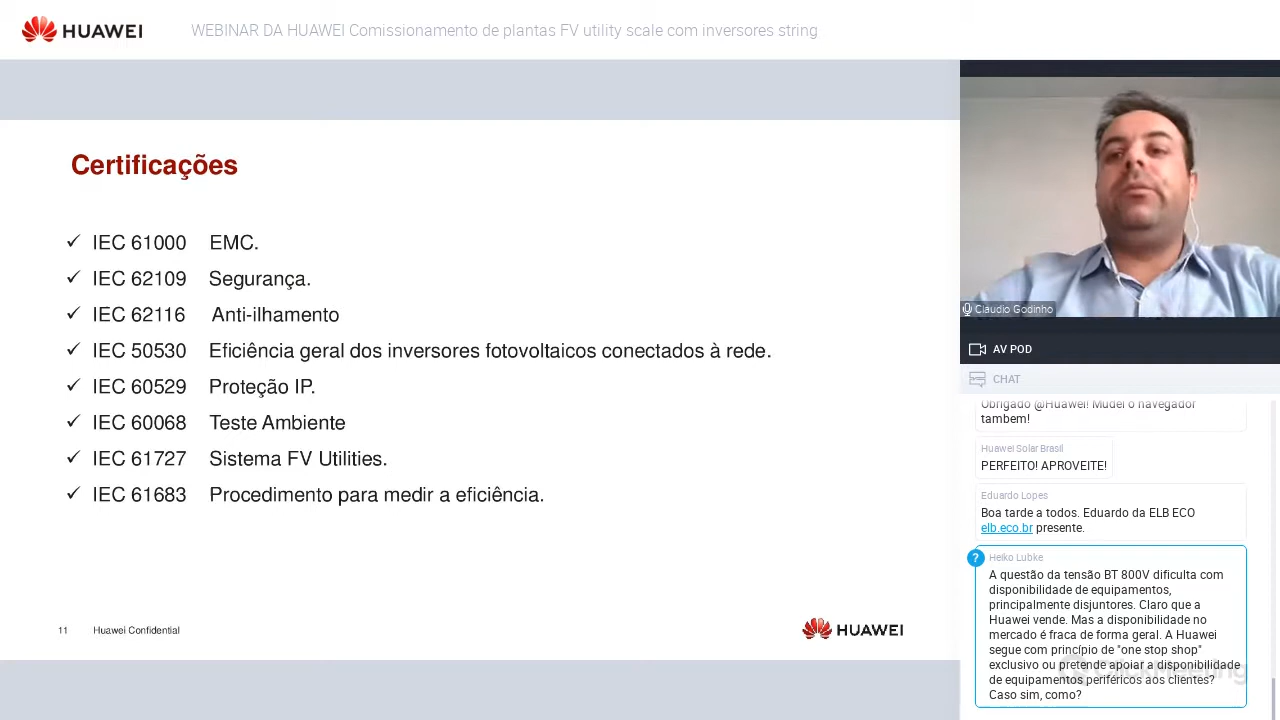 HUAWEI
WEBINAR DA HUAWEI Comissionamento de plantas FV utility scale com inversores string
Certificações
✓ IEC 61000 EMC.
✓ IEC 62109 Segurança.
✓ IEC 62116 Anti-ilhamento
✓ IEC 50530 Eficiência geral dos inversores fotovoltaicos conectados à rede.
✓ IEC 60529 Proteção IP.
✓ IEC 60068 Teste Ambiente
✓ IEC 61727 Sistema FV Utilities.
✓ IEC 61683 Procedimento para medir a eficiência.
11 Huawei Confidential
HUAWEI
Claudio Godinho
AV POD
CHAT
Obrigado @Huawei! Mudei o navegador
tambem!
Huawei Solar Brasil
PERFEITO! APROVEITE!
Eduardo Lopes
Boa tarde a todos. Eduardo da ELB ECO
elb.eco.br presente.
?
Heiko Lubke
A questão da tensão BT 800V dificulta com
disponibilidade de equipamentos,
principalmente disjuntores. Claro que a
Huawei vende. Mas a disponibilidade no
mercado é fraca de forma geral. A Huawei
segue com princípio de "one stop shop"
exclusivo ou pretende apoiar a disponibilidade
de equipamentos periféricos aos clientes?
Caso sim, como?
ClickMeeting